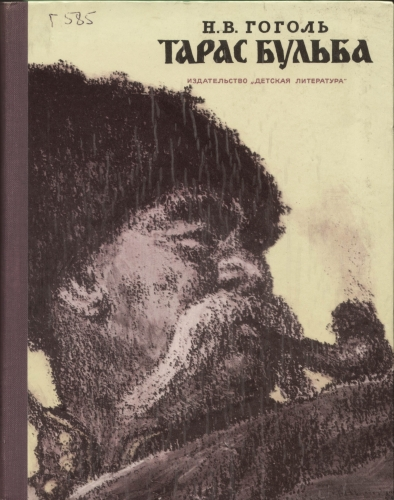 Г 585
Н.В. ГОГОЛЬ
ТАРАС БУЛЬБА
ИЗДАТЕЛЬСТВО „ДЕТСКАЯ ЛИТЕРАТУРА"